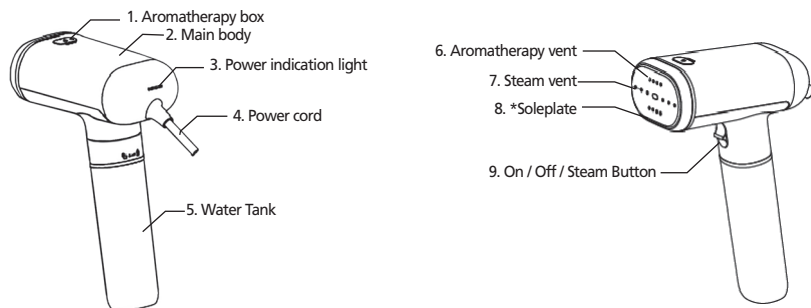 1. Aromatherapy box
2. Main body
3. Power indication light
4. Power cord
5. Water Tank
6. Aromatherapy vent
7. Steam vent
8. *Soleplate
9. On / Off / Steam Button